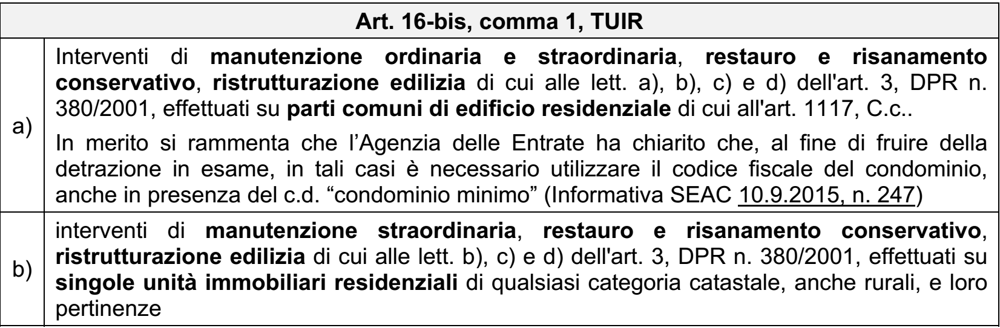 Art. 16-bis, comma 1, TUIR
a)
Interventi di manutenzione ordinaria e straordinaria, restauro e risanamento
conservativo, ristrutturazione edilizia di cui alle lett. a), b), c) e d) dell'art. 3, DPR n.
380/2001, effettuati su parti comuni di edificio residenziale di cui all'art. 1117, C.c..
In merito si rammenta che l’Agenzia delle Entrate ha chiarito che, al fine di fruire della
detrazione in esame, in tali casi è necessario utilizzare il codice fiscale del condominio,
anche in presenza del c.d. “condominio minimo” (Informativa SEAC 10.9.2015, n. 247)
b)
interventi di manutenzione straordinaria, restauro e risanamento conservativo,
ristrutturazione edilizia di cui alle lett. b), c) e d) dell'art. 3, DPR n. 380/2001, effettuati su
singole unità immobiliari residenziali di qualsiasi categoria catastale, anche rurali, e loro
pertinenze